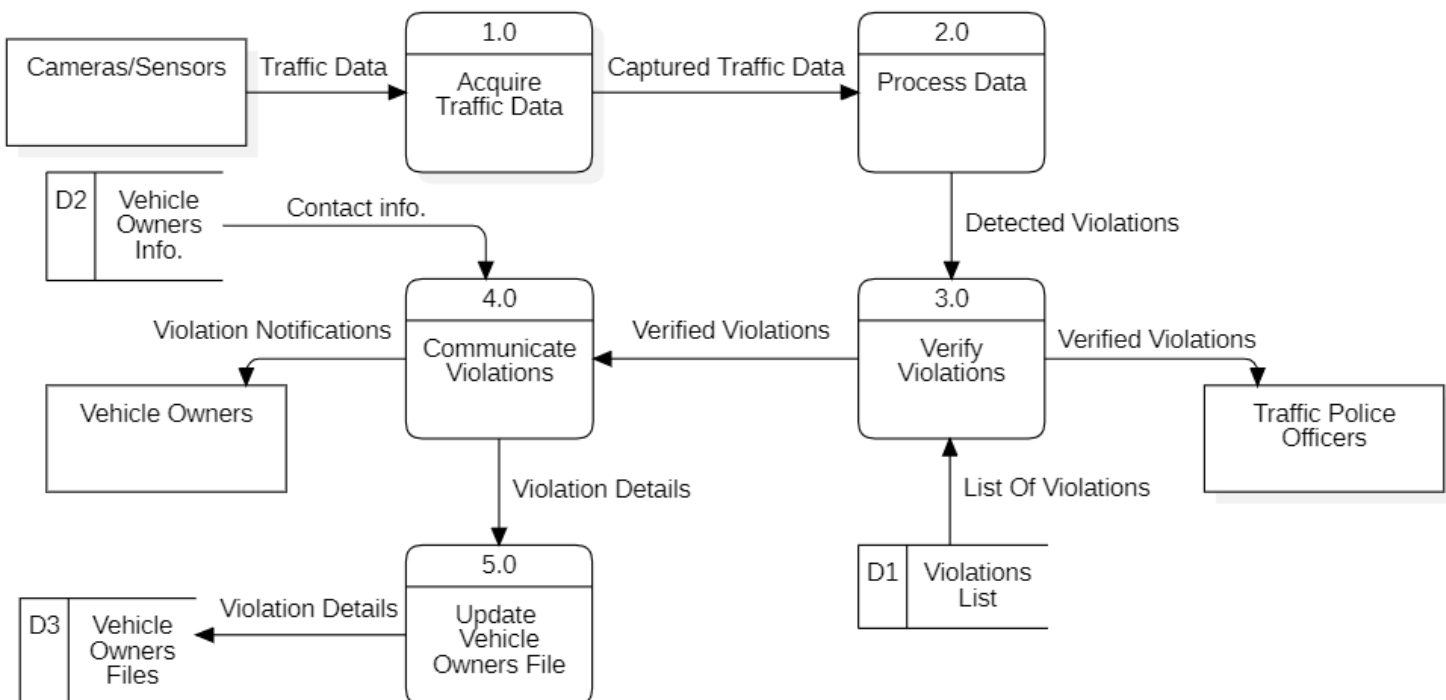 1.0
2.0
Cameras/Sensors
Traffic Data
Acquire
Traffic Data
Captured Traffic Data
Process Data
D2
Vehicle
Owners
Info.
Contact info.
Detected Violations
4.0
3.0
Violation Notifications
Communicate
Violations
Verified Violations
Verify
Violations
Verified Violations
Vehicle Owners
Traffic Police
Officers
Violation Details
List Of Violations
5.0
D1
Violations
List
D3
Vehicle
Owners
Files
Violation Details
Update
Vehicle
Owners File